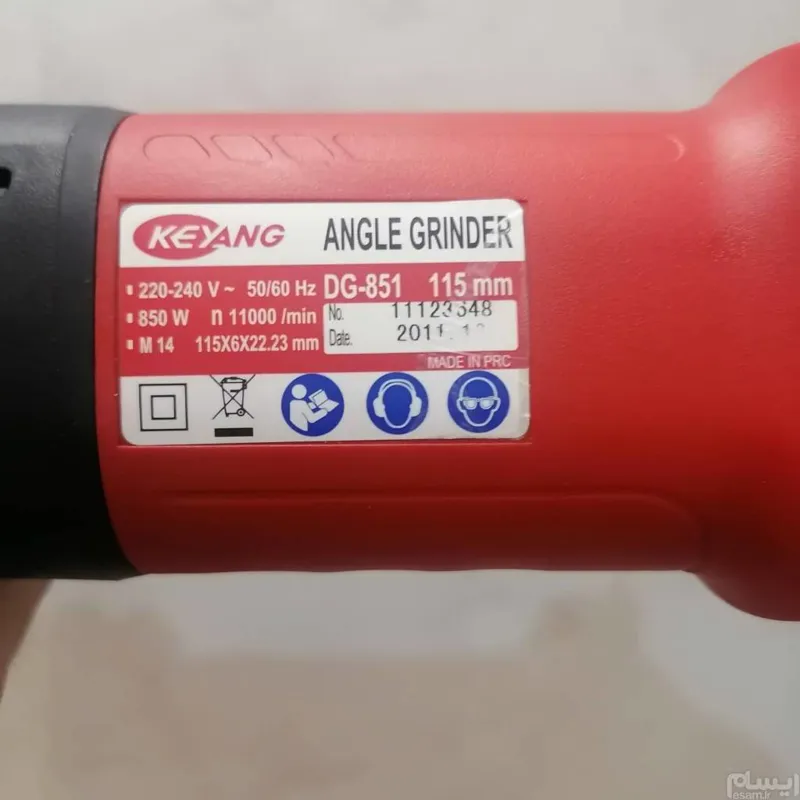 KEYANG ANGLE GRINDER
220-240 V ~ 50/60 Hz DG-851 115 mm
850 W n 11000 /min No. 11123548
M 14 115X6X22.23 mm Date.
MADE IN PRC
ایسام
esam.ir